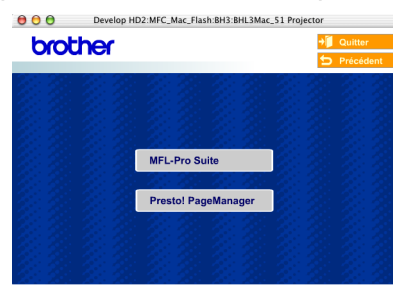 Develop HD2:MFC_Mac_Flash:BH3:BHL3Mac_51 Projector
brother
Quitter
Précédent
MFL-Pro Suite
Presto! PageManager